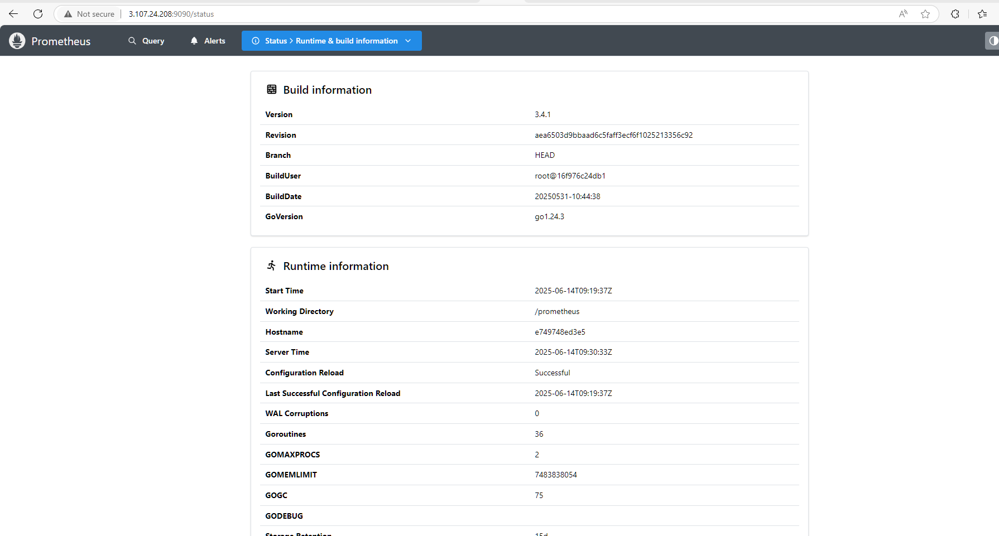 Not secure 3.107.24.208:9090/status
Prometheus Query Alerts Status > Runtime & build information
Build information
Version 3.4.1
Revision aea6503d9bbaad6c5faff3ecf6f1025213356c92
Branch HEAD
BuildUser root@16f976c24db1
BuildDate 20250531-10:44:38
GoVersion go1.24.3
Runtime information
Start Time 2025-06-14T09:19:37Z
Working Directory /prometheus
Hostname e749748ed3e5
Server Time 2025-06-14T09:30:33Z
Configuration Reload Successful
Last Successful Configuration Reload 2025-06-14T09:19:37Z
WAL Corruptions 0
Goroutines 36
GOMAXPROCS 2
GOMEMLIMIT 7483838054
GOGC 75
GODEBUG
Storage Retention 15d